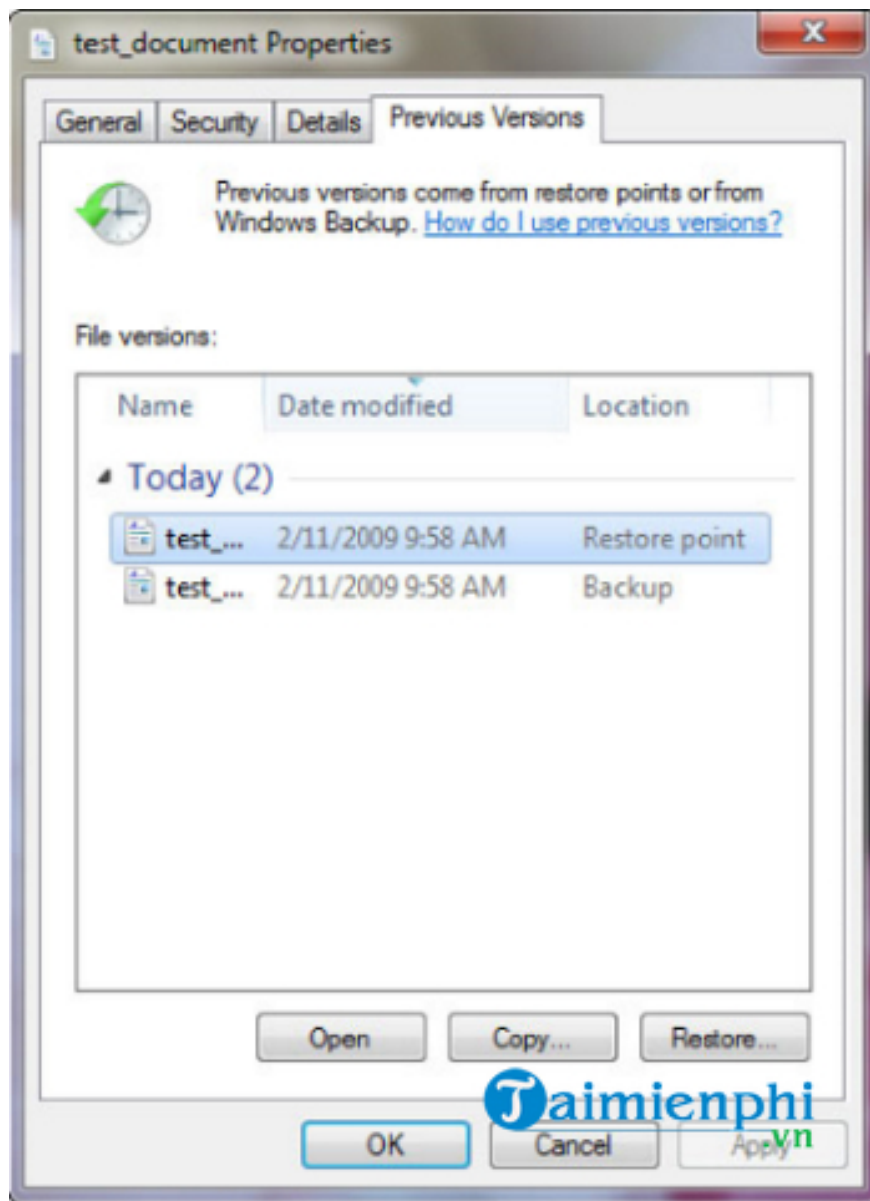 test_document Properties
x
General Security Details Previous Versions
Previous versions come from restore points or from
Windows Backup. How do I use previous versions?
File versions:
Name Date modified Location
Today (2)
test_... 2/11/2009 9:58 AM Restore point
test_... 2/11/2009 9:58 AM Backup
Open Copy... Restore...
Taimienphi
.vn
OK Cancel Apply